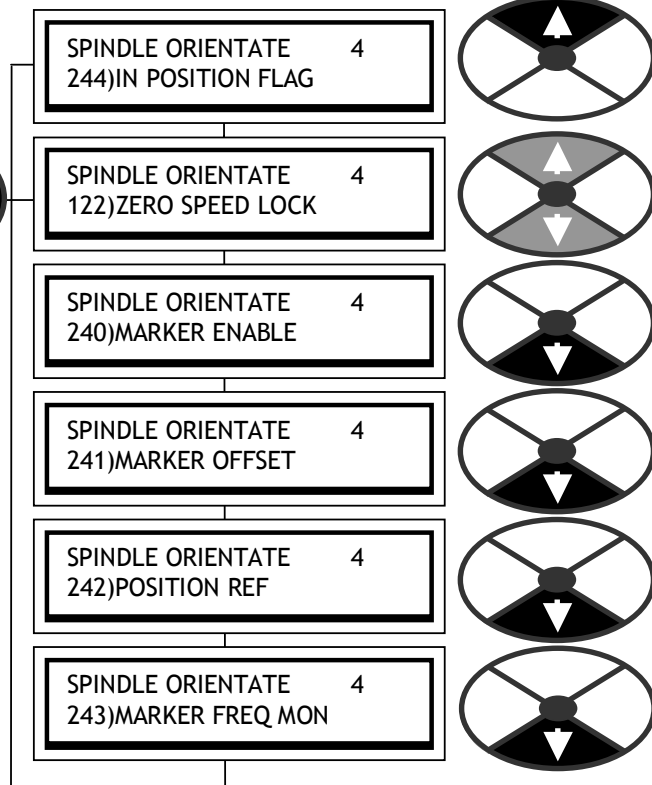 SPINDLE ORIENTATE 4
244)IN POSITION FLAG
SPINDLE ORIENTATE 4
122)ZERO SPEED LOCK
SPINDLE ORIENTATE 4
240)MARKER ENABLE
SPINDLE ORIENTATE 4
241)MARKER OFFSET
SPINDLE ORIENTATE 4
242)POSITION REF
SPINDLE ORIENTATE 4
243)MARKER FREQ MON